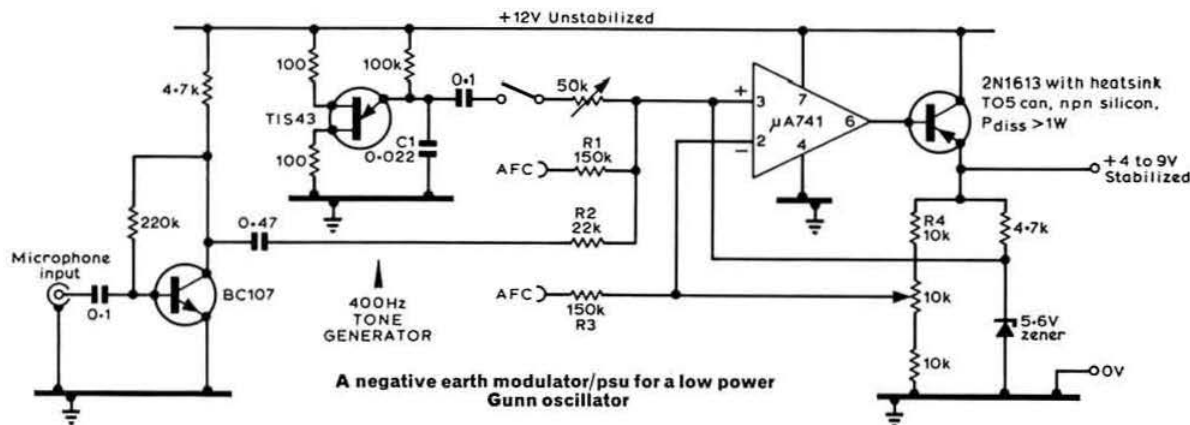 +12V Unstabilized
4·7k
100
100k
0·1
50k
TIS43
100
C1
0·022
R1
150k
AFC
+
3
2
−
7
μA741
6
4
2N1613 with heatsink
TO5 can, npn silicon,
Pdiss >1W
+4 to 9V
Stabilized
220k
0·47
R2
22k
R4
10k
4·7k
Microphone
input
BC107
0·1
400Hz
TONE
GENERATOR
AFC
150k
R3
10k
10k
5·6V
zener
0V
A negative earth modulator/psu for a low power
Gunn oscillator